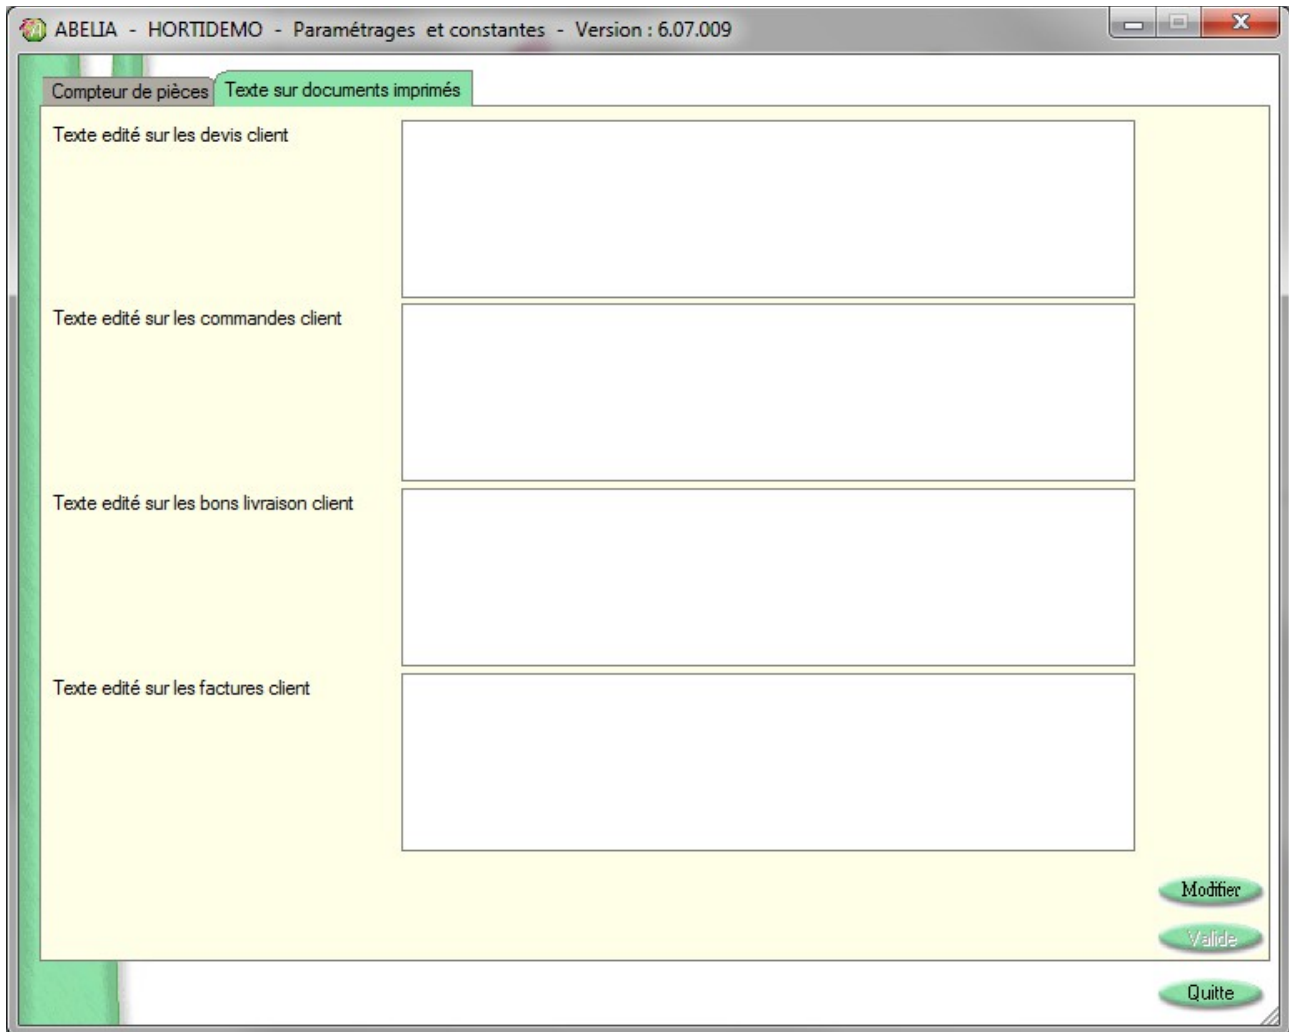 ABELIA - HORTIDEMO - Paramétrages et constantes - Version : 6.07.009
Compteur de pièces Texte sur documents imprimés
Texte edité sur les devis client
Texte edité sur les commandes client
Texte edité sur les bons livraison client
Texte edité sur les factures client
Modifier
Valide
Quitte